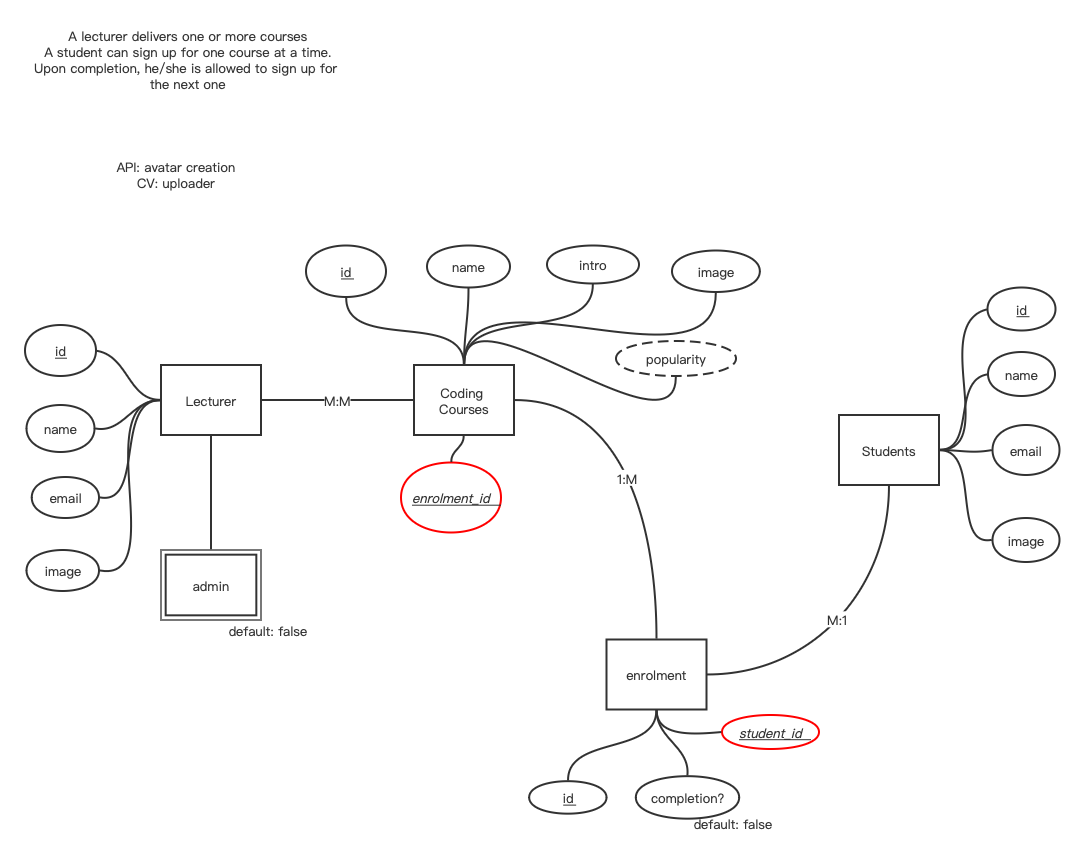 A lecturer delivers one or more courses
A student can sign up for one course at a time.
Upon completion, he/she is allowed to sign up for
the next one
API: avatar creation
CV: uploader
id
name
intro
image
popularity
id
name
email
image
Lecturer
M:M
Coding
Courses
enrolment_id
admin
default: false
1:M
Students
id
name
email
image
M:1
enrolment
student_id
id
completion?
default: false